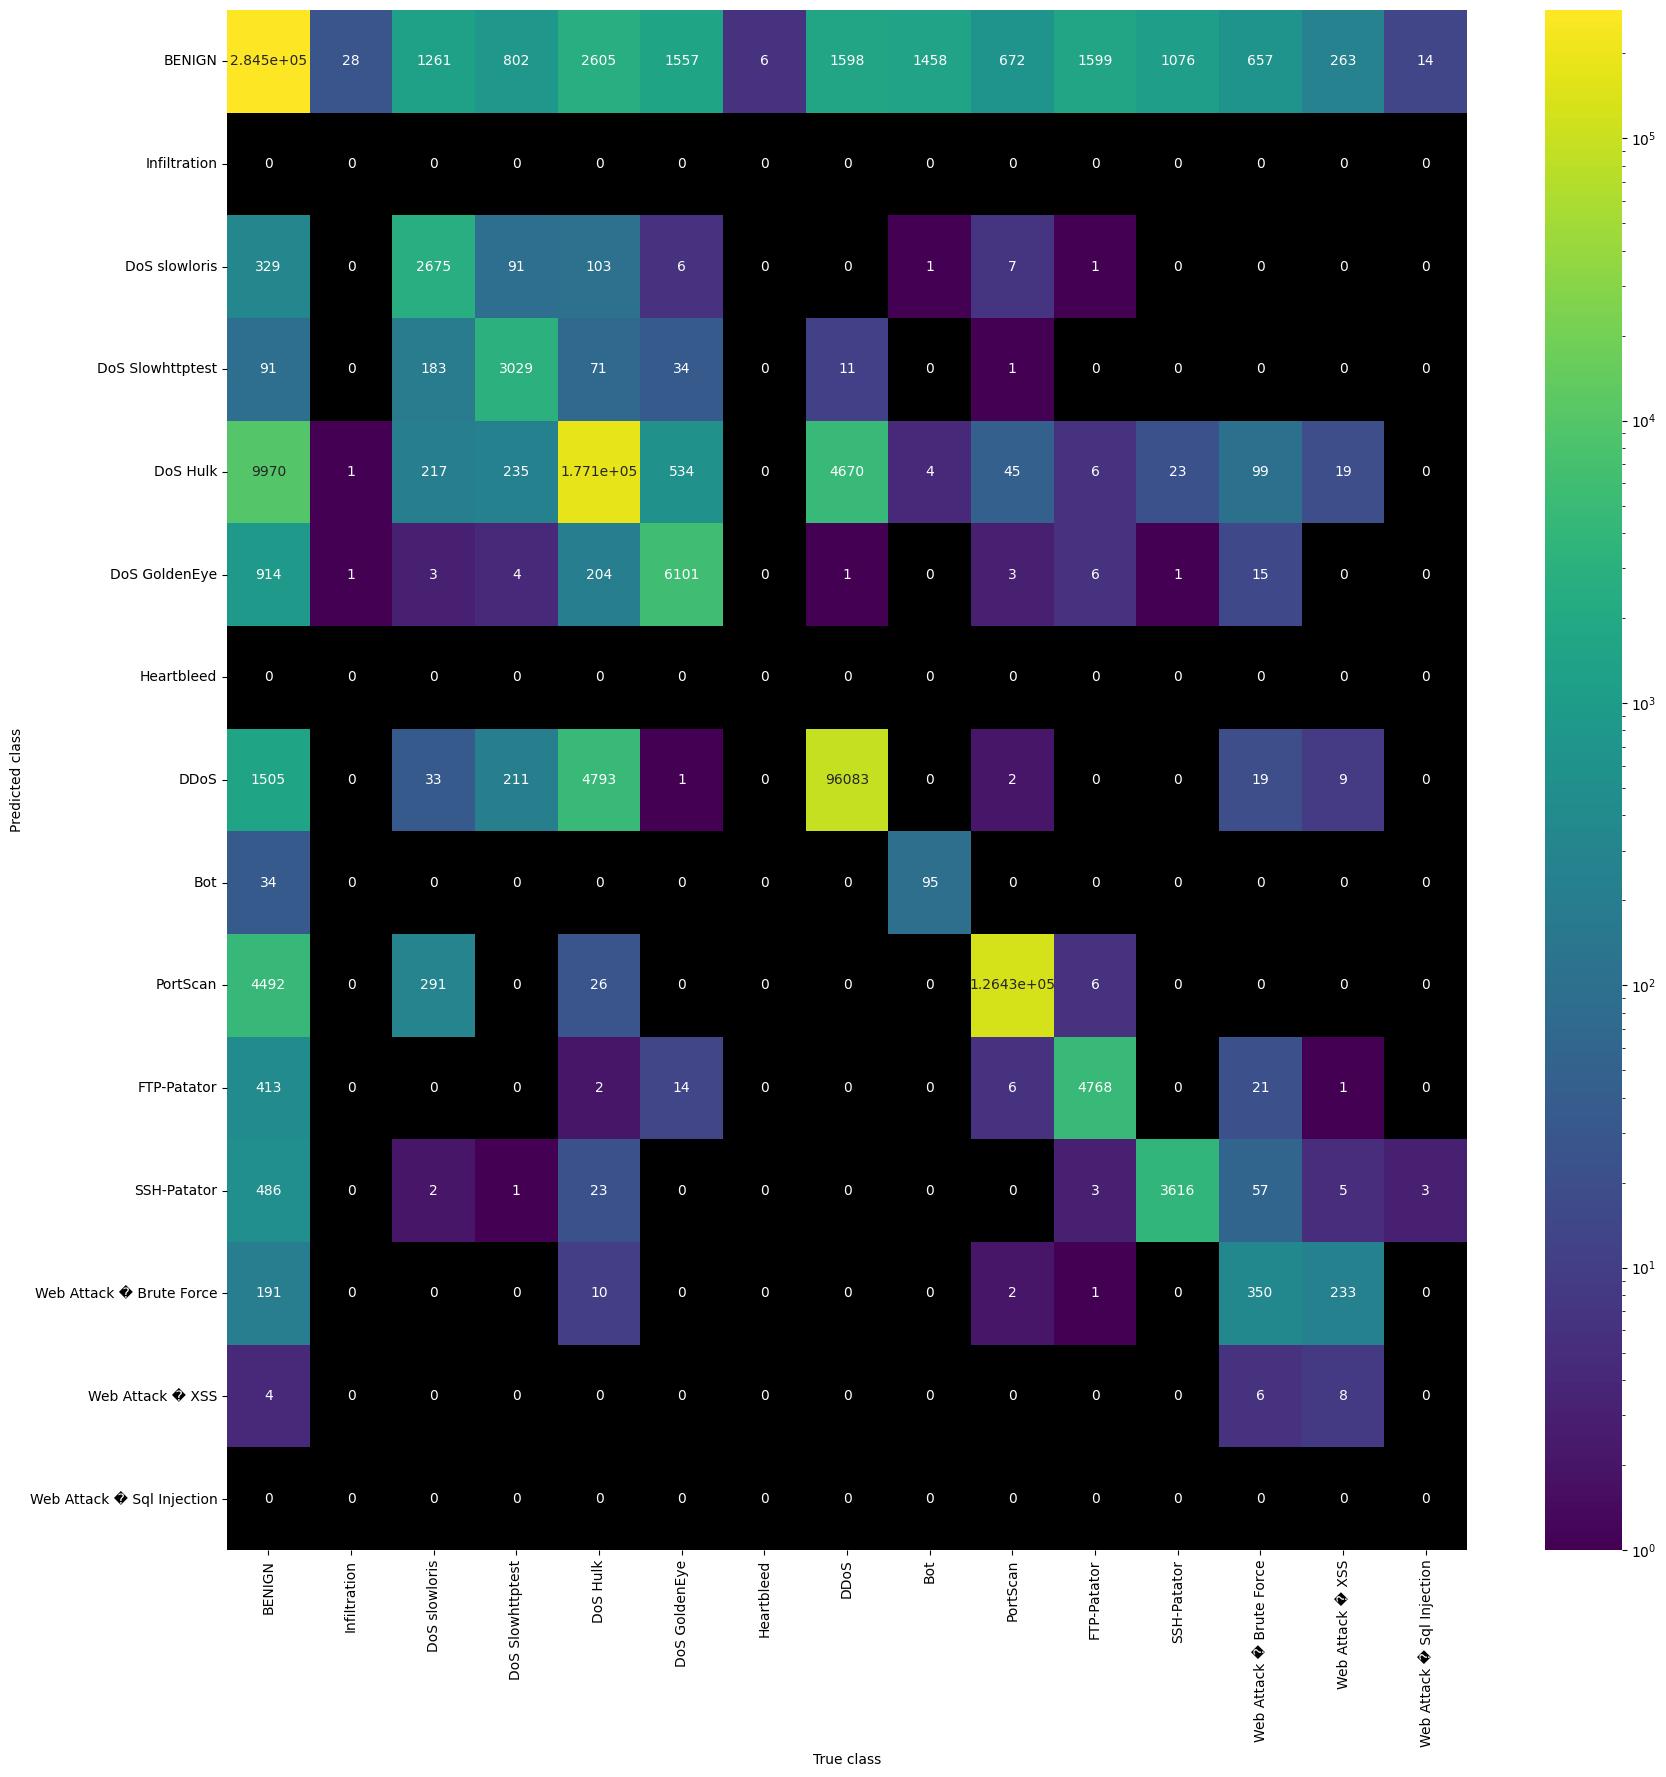 BENIGN 2.845e+05 28 1261 802 2605 1557 6 1598 1458 672 1599 1076 657 263 14
Infiltration 0 0 0 0 0 0 0 0 0 0 0 0 0 0 0
10⁵
DoS slowloris 329 0 2675 91 103 6 0 0 1 7 1 0 0 0 0
DoS Slowhttptest 91 0 183 3029 71 34 0 11 0 1 0 0 0 0 0
10⁴
DoS Hulk 9970 1 217 235 1.771e+05 534 0 4670 4 45 6 23 99 19 0
DoS GoldenEye 914 1 3 4 204 6101 0 1 0 3 6 1 15 0 0
Heartbleed 0 0 0 0 0 0 0 0 0 0 0 0 0 0 0
10³
Predicted class
DDoS 1505 0 33 211 4793 1 0 96083 0 2 0 0 19 9 0
Bot 34 0 0 0 0 0 0 0 95 0 0 0 0 0 0
PortScan 4492 0 291 0 26 0 0 0 0 1.2643e+05 6 0 0 0 0
10²
FTP-Patator 413 0 0 0 2 14 0 0 0 6 4768 0 21 1 0
SSH-Patator 486 0 2 1 23 0 0 0 0 0 3 3616 57 5 3
Web Attack � Brute Force 191 0 0 0 10 0 0 0 0 2 1 0 350 233 0
10¹
Web Attack � XSS 4 0 0 0 0 0 0 0 0 0 0 0 6 8 0
Web Attack � Sql Injection 0 0 0 0 0 0 0 0 0 0 0 0 0 0 0
10⁰
BENIGN
Infiltration
DoS slowloris
DoS Slowhttptest
DoS Hulk
DoS GoldenEye
Heartbleed
DDoS
Bot
PortScan
FTP-Patator
SSH-Patator
Web Attack � Brute Force
Web Attack � XSS
Web Attack � Sql Injection
True class